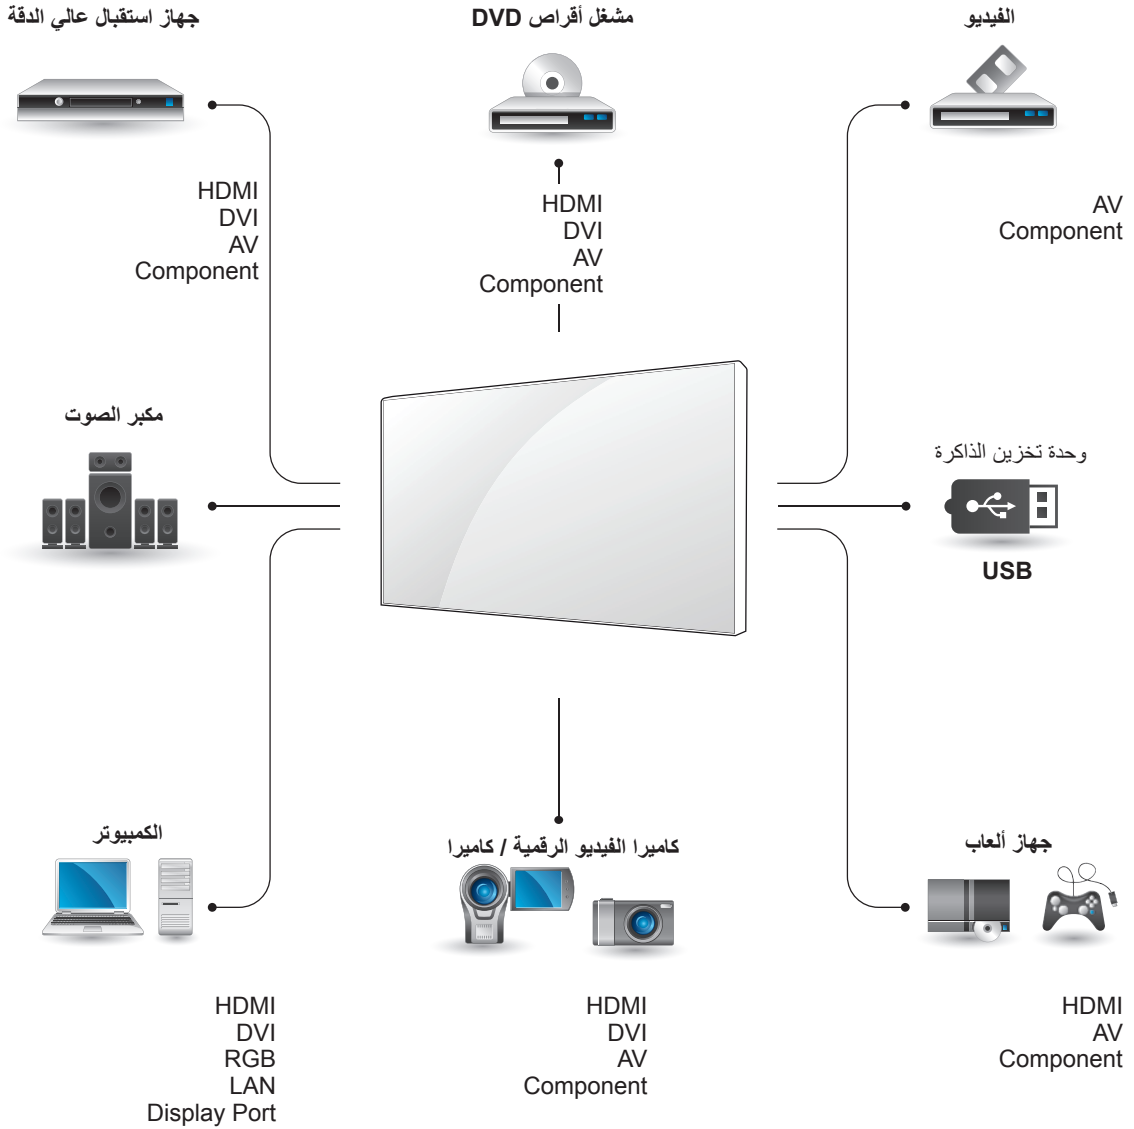 جهاز استقبال عالي الدقة
HDMI
DVI
AV
Component
مشغل أقراص DVD
HDMI
DVI
AV
Component
الفيديو
AV
Component
مكبر الصوت
وحدة تخزين الذاكرة
USB
الكمبيوتر
HDMI
DVI
RGB
LAN
Display Port
كاميرا الفيديو الرقمية / كاميرا
HDMI
DVI
AV
Component
جهاز ألعاب
HDMI
AV
Component